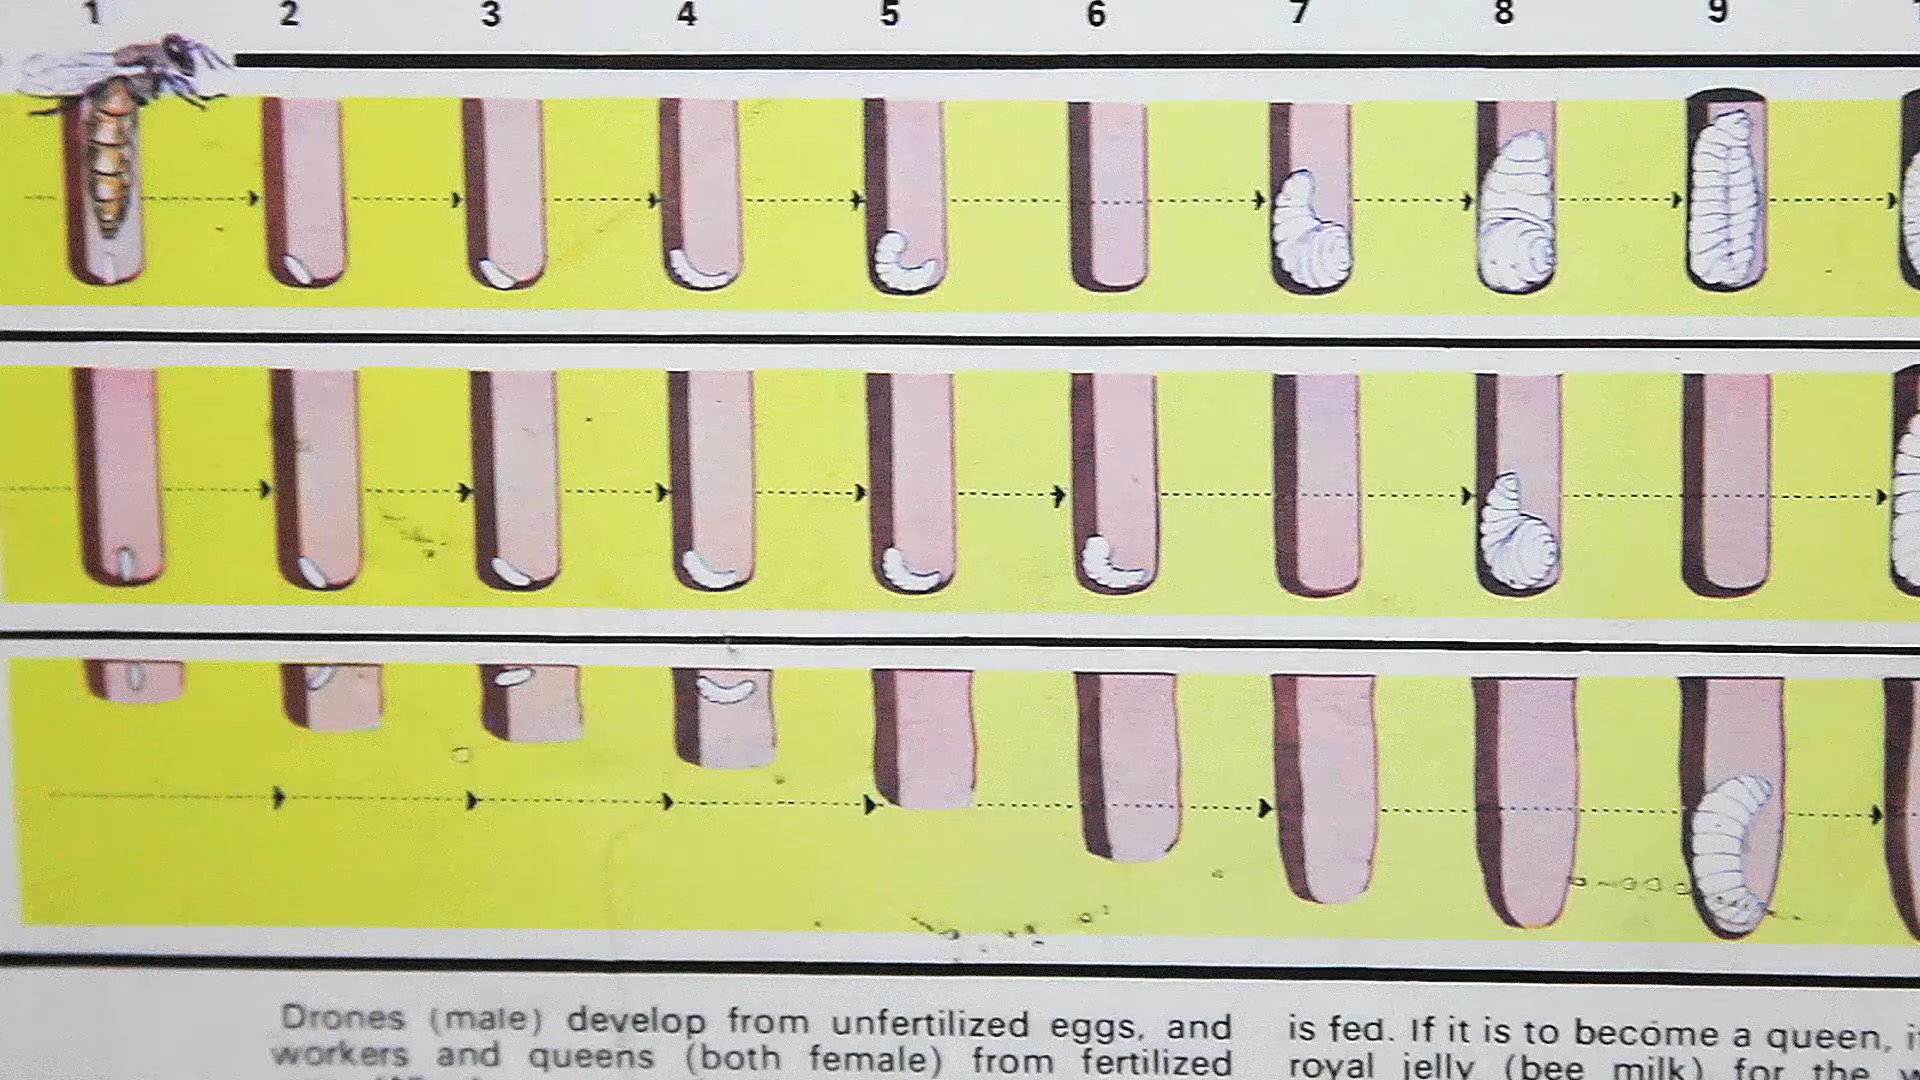 1 2 3 4 5 6 7 8 9
Drones (male) develop from unfertilized eggs, and
workers and queens (both female) from fertilized
is fed. If it is to become a queen,
royal jelly (bee milk) for the